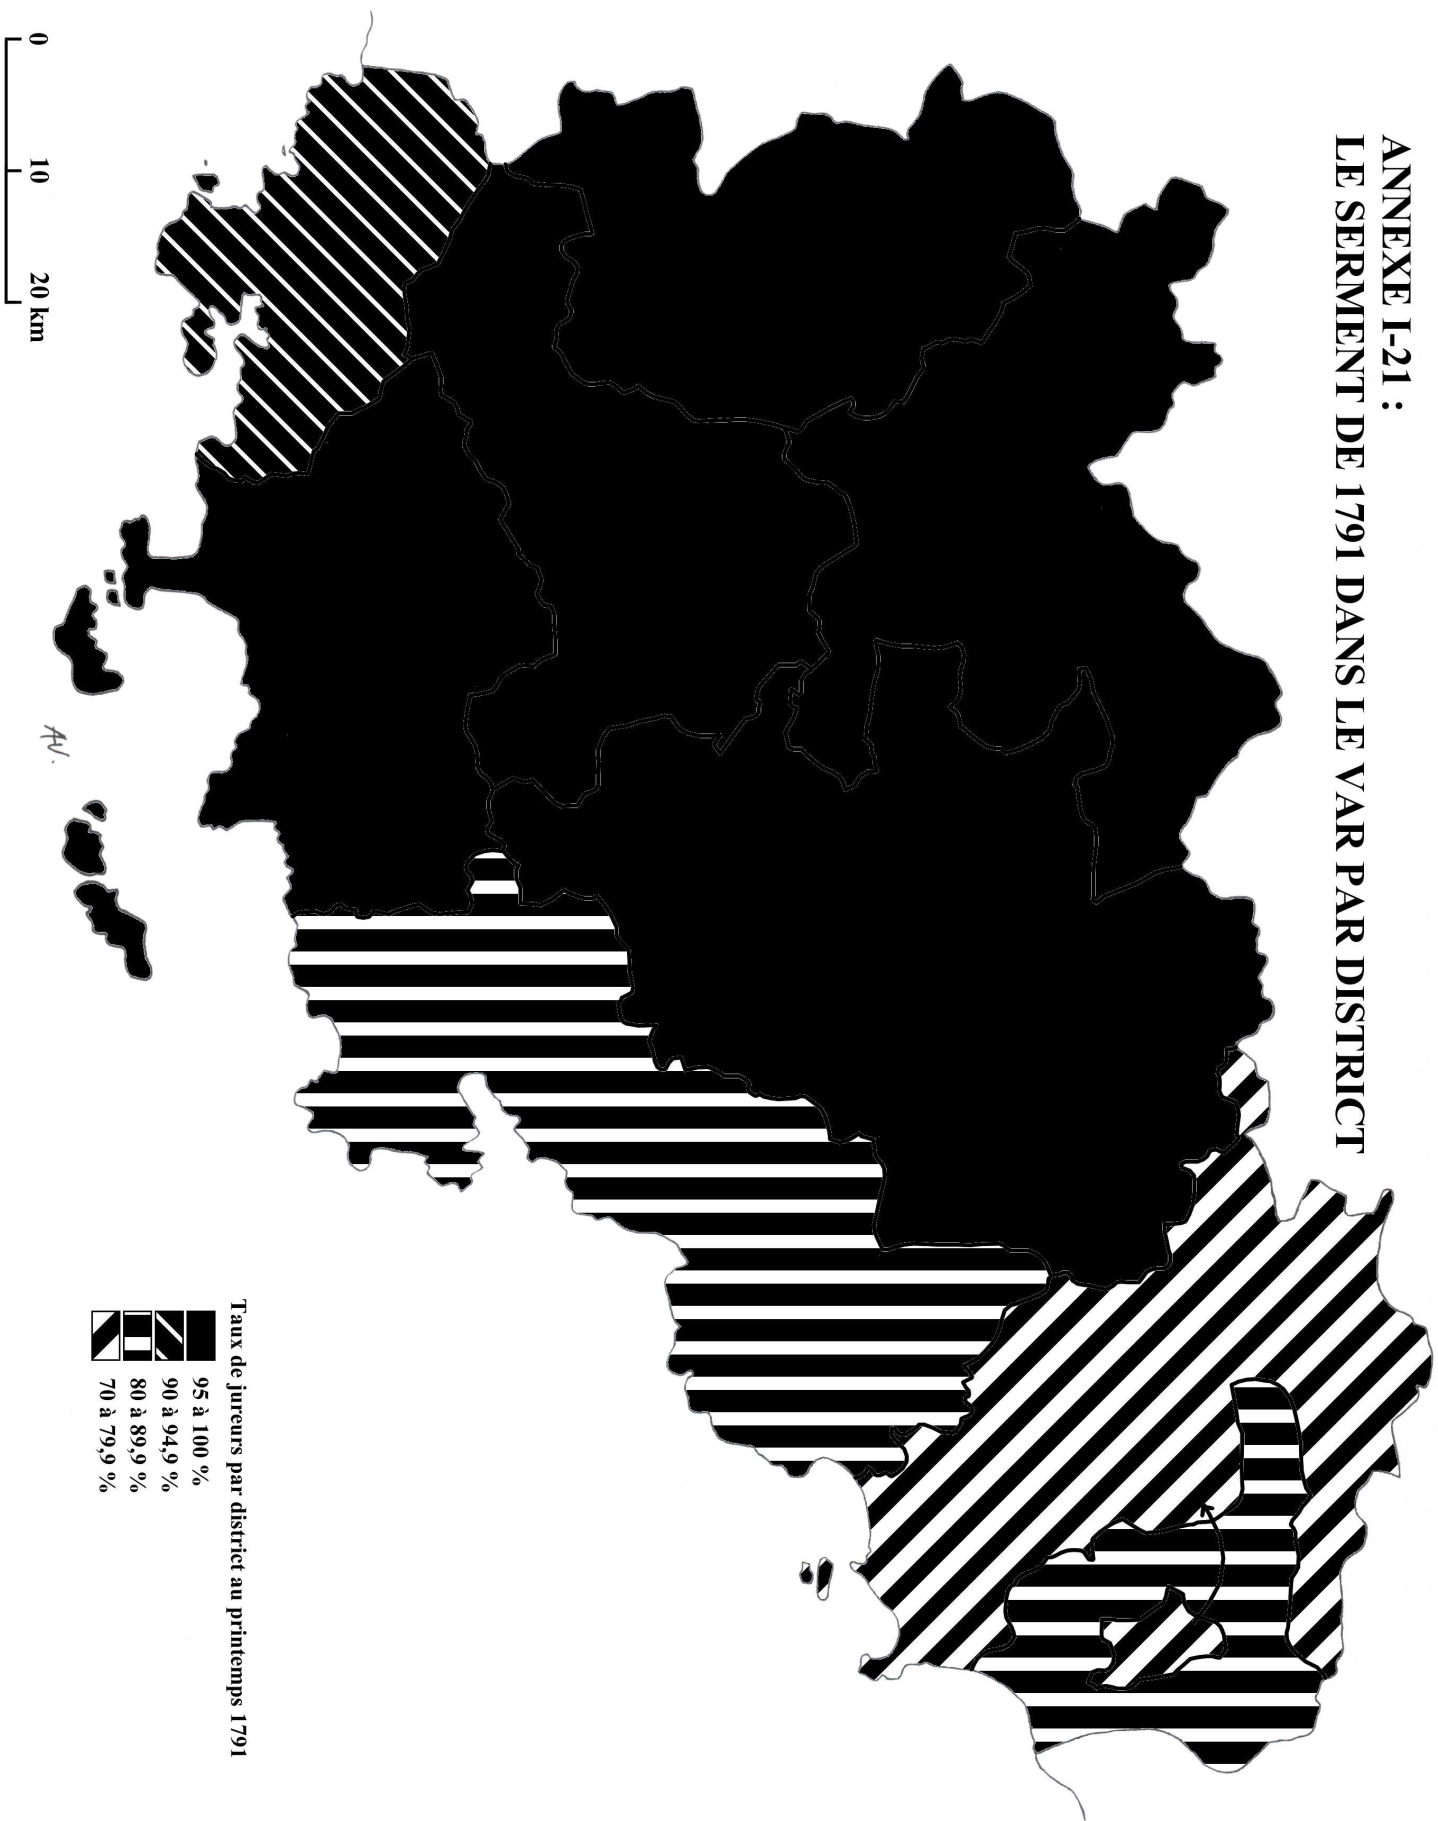 ANNEXE I-21 :
LE SERMENT DE 1791 DANS LE VAR PAR DISTRICT
Taux de jureurs par district au printemps 1791
95 à 100 %
90 à 94,9 %
80 à 89,9 %
70 à 79,9 %
0 10 20 km
AV.